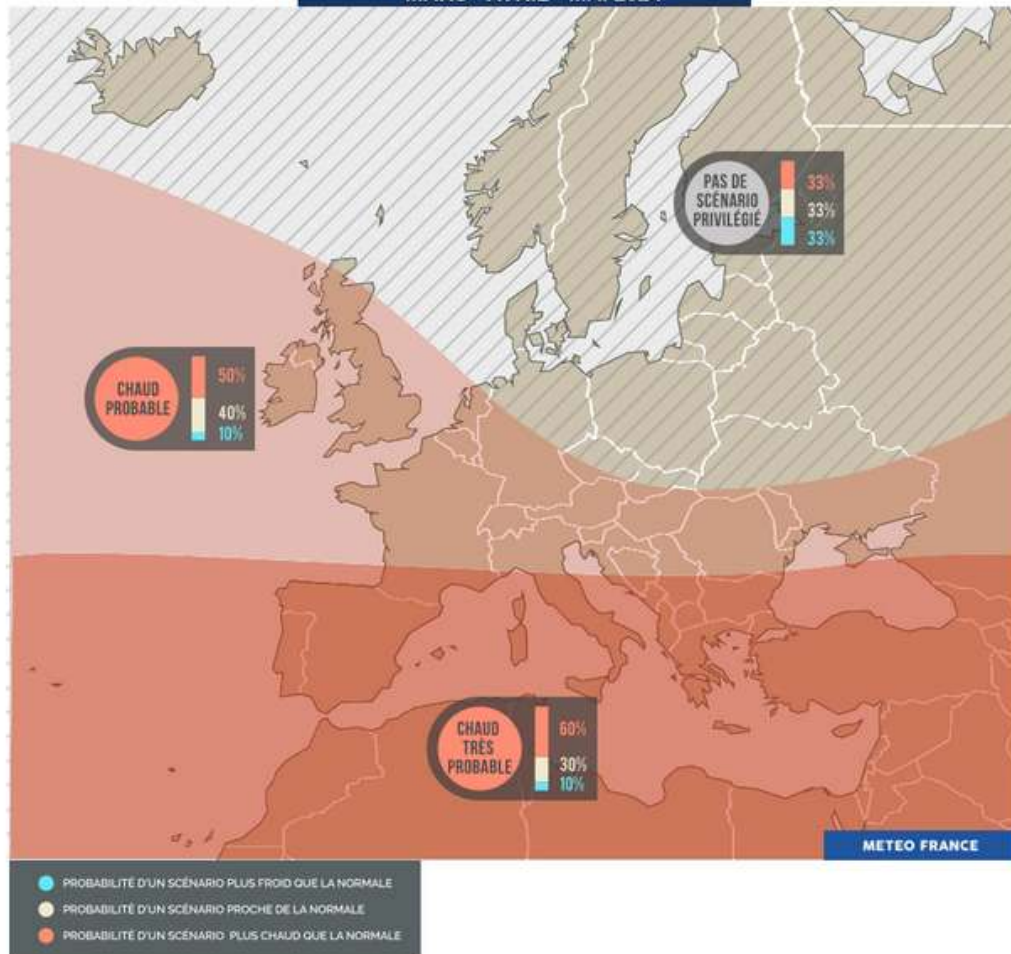 PAS DE
SCÉNARIO
PRIVILÉGIÉ
33%
33%
33%
CHAUD
PROBABLE
50%
40%
10%
CHAUD
TRÈS
PROBABLE
60%
30%
10%
METEO FRANCE
PROBABILITÉ D'UN SCÉNARIO PLUS FROID QUE LA NORMALE
PROBABILITÉ D'UN SCÉNARIO PROCHE DE LA NORMALE
PROBABILITÉ D'UN SCÉNARIO PLUS CHAUD QUE LA NORMALE